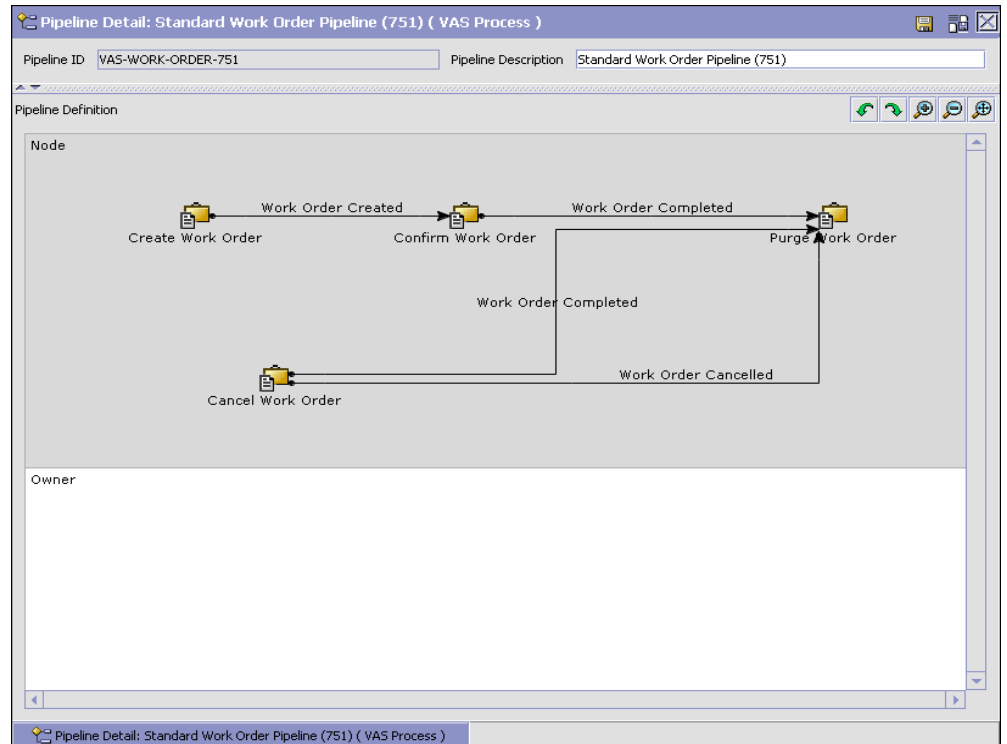 Pipeline Detail: Standard Work Order Pipeline (751) ( VAS Process )
Pipeline ID VAS-WORK-ORDER-751 Pipeline Description Standard Work Order Pipeline (751)
Pipeline Definition
Node
Work Order Created Work Order Completed
Create Work Order Confirm Work Order Purge Work Order
Work Order Completed
Work Order Cancelled
Cancel Work Order
Owner
Pipeline Detail: Standard Work Order Pipeline (751) ( VAS Process )